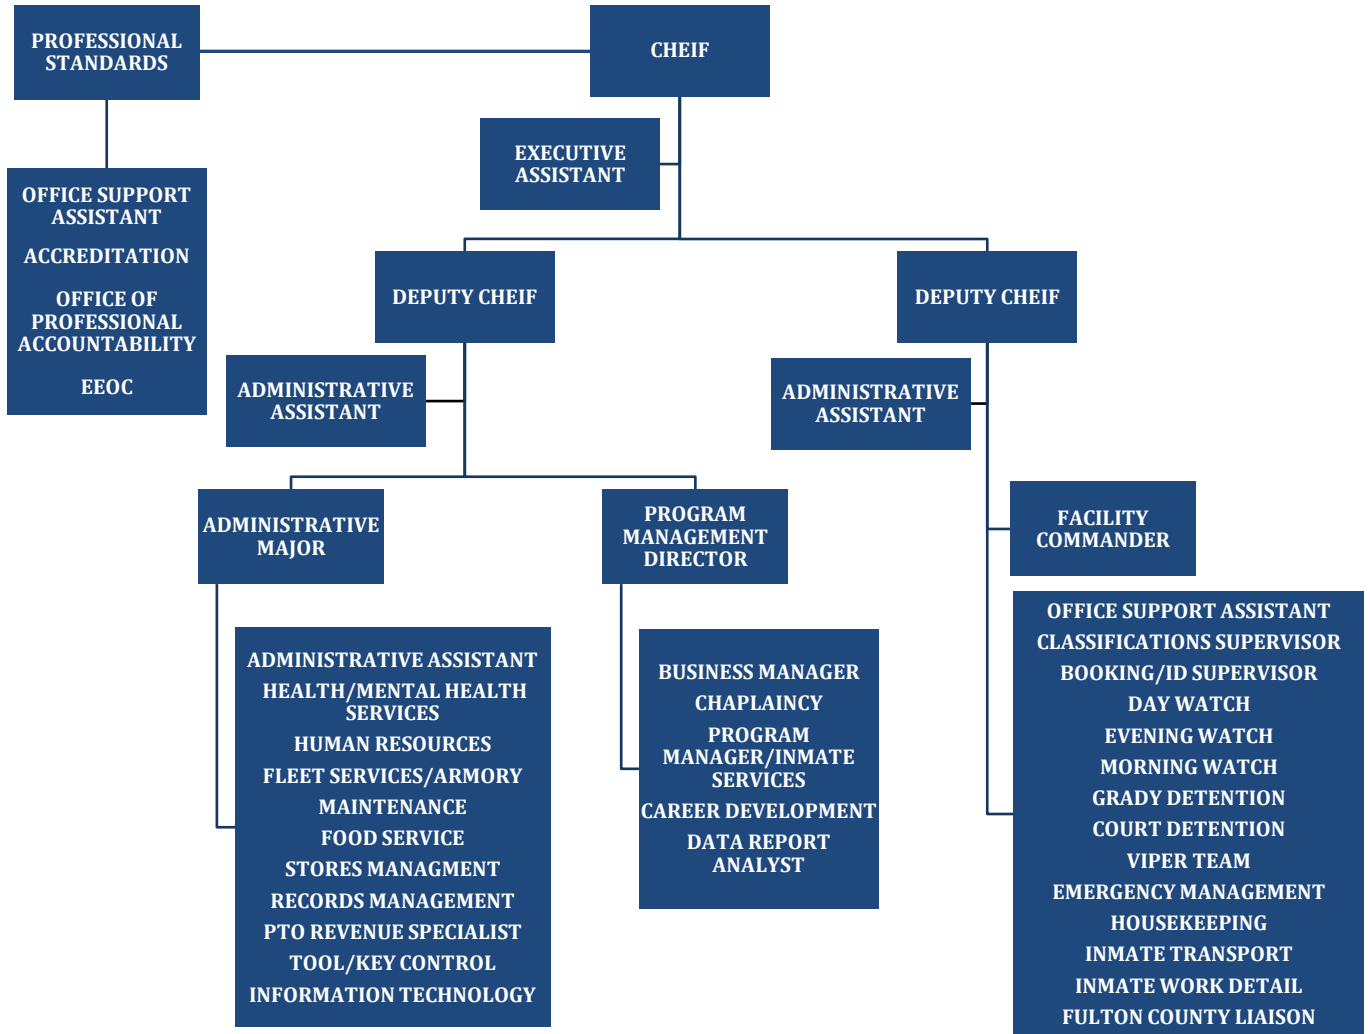 PROFESSIONAL
STANDARDS
CHEIF
EXECUTIVE
ASSISTANT
OFFICE SUPPORT
ASSISTANT
ACCREDITATION
OFFICE OF
PROFESSIONAL
ACCOUNTABILITY
EEOC
DEPUTY CHEIF
DEPUTY CHEIF
ADMINISTRATIVE
ASSISTANT
ADMINISTRATIVE
ASSISTANT
ADMINISTRATIVE
MAJOR
PROGRAM
MANAGEMENT
DIRECTOR
FACILITY
COMMANDER
ADMINISTRATIVE ASSISTANT
HEALTH/MENTAL HEALTH
SERVICES
HUMAN RESOURCES
FLEET SERVICES/ARMORY
MAINTENANCE
FOOD SERVICE
STORES MANAGMENT
RECORDS MANAGEMENT
PTO REVENUE SPECIALIST
TOOL/KEY CONTROL
INFORMATION TECHNOLOGY
BUSINESS MANAGER
CHAPLAINCY
PROGRAM
MANAGER/INMATE
SERVICES
CAREER DEVELOPMENT
DATA REPORT
ANALYST
OFFICE SUPPORT ASSISTANT
CLASSIFICATIONS SUPERVISOR
BOOKING/ID SUPERVISOR
DAY WATCH
EVENING WATCH
MORNING WATCH
GRADY DETENTION
COURT DETENTION
VIPER TEAM
EMERGENCY MANAGEMENT
HOUSEKEEPING
INMATE TRANSPORT
INMATE WORK DETAIL
FULTON COUNTY LIAISON